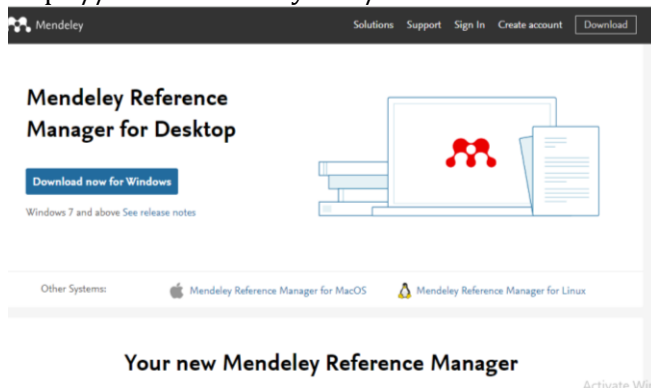 Mendeley
Solutions Support Sign In Create account Download
Mendeley Reference
Manager for Desktop
Download now for Windows
Windows 7 and above See release notes
Other Systems: Mendeley Reference Manager for MacOS Mendeley Reference Manager for Linux
Your new Mendeley Reference Manager
Activate Wi